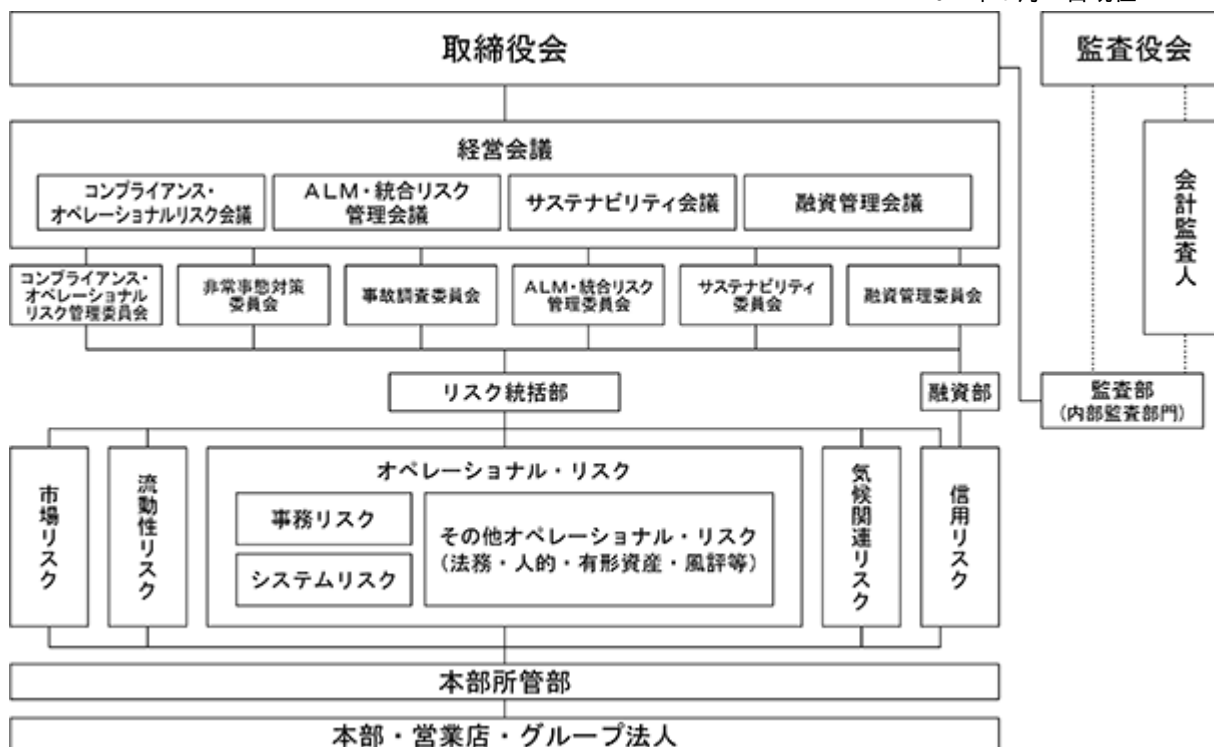 取締役会
監査役会
経営会議
コンプライアンス・
オペレーショナルリスク会議
ALM・統合リスク
管理会議
サステナビリティ会議
融資管理会議
会計監査人
コンプライアンス・
オペレーショナル
リスク管理委員会
非常事態対策
委員会
事故調査委員会
ALM・統合リスク
管理委員会
サステナビリティ
委員会
融資管理委員会
リスク統括部
融資部
監査部
(内部監査部門)
市場リスク
流動性リスク
オペレーショナル・リスク
事務リスク
システムリスク
その他オペレーショナル・リスク
(法務・人的・有形資産・風評等)
気候関連リスク
信用リスク
本部所管部
本部・営業店・グループ法人